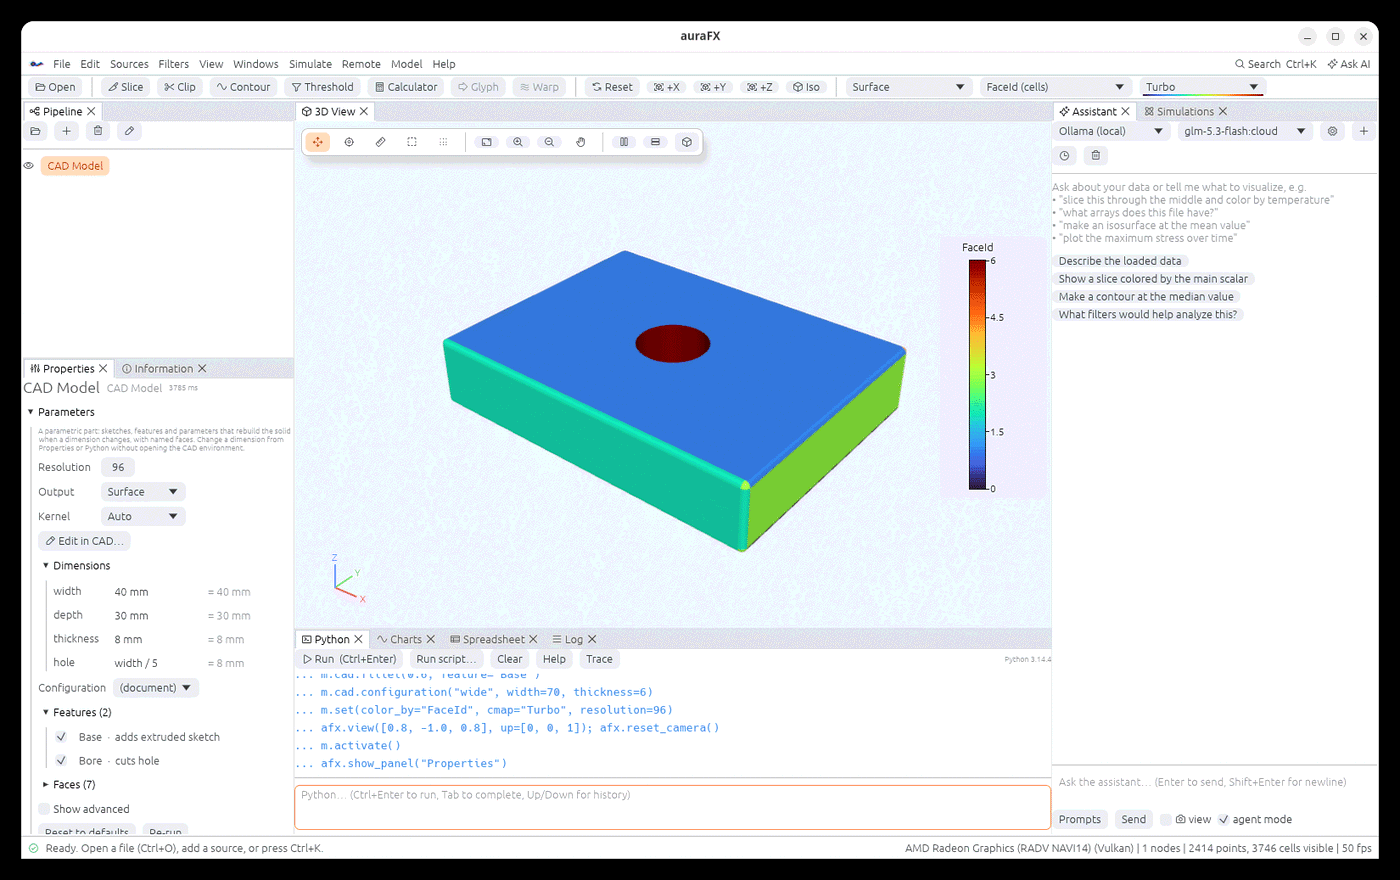 auraFX
File Edit Sources Filters View Windows Simulate Remote Model Help
Search Ctrl+K Ask AI
Open Slice Clip Contour Threshold Calculator Glyph Warp Reset +X +Y +Z Iso Surface FaceId (cells) Turbo
Pipeline
CAD Model
Properties Information
CAD Model CAD Model 3785 ms
Parameters
A parametric part: sketches, features and parameters that rebuild the solid
when a dimension changes, with named faces. Change a dimension from
Properties or Python without opening the CAD environment.
Resolution 96
Output Surface
Kernel Auto
Edit in CAD...
Dimensions
width 40 mm = 40 mm
depth 30 mm = 30 mm
thickness 8 mm = 8 mm
hole width / 5 = 8 mm
Configuration (document)
Features (2)
Base · adds extruded sketch
Bore · cuts hole
Faces (7)
Show advanced
Reset to defaults Re-run
3D View
FaceId
6
4.5
3
1.5
0
Z
Y
X
Python Charts Spreadsheet Log
Run (Ctrl+Enter) Run script... Clear Help Trace Python 3.14.4
... m.cad.fillet(0.6, feature="Base")
... m.cad.configuration("wide", width=70, thickness=6)
... m.set(color_by="FaceId", cmap="Turbo", resolution=96)
... afx.view([0.8, -1.0, 0.8], up=[0, 0, 1]); afx.reset_camera()
... m.activate()
... afx.show_panel("Properties")
Python... (Ctrl+Enter to run, Tab to complete, Up/Down for history)
Assistant Simulations
Ollama (local) glm-5.3-flash:cloud
Ask about your data or tell me what to visualize, e.g.
• "slice this through the middle and color by temperature"
• "what arrays does this file have?"
• "make an isosurface at the mean value"
• "plot the maximum stress over time"
Describe the loaded data
Show a slice colored by the main scalar
Make a contour at the median value
What filters would help analyze this?
Ask the assistant... (Enter to send, Shift+Enter for newline)
Prompts Send view agent mode
Ready. Open a file (Ctrl+O), add a source, or press Ctrl+K.
AMD Radeon Graphics (RADV NAVI14) (Vulkan) | 1 nodes | 2414 points, 3746 cells visible | 50 fps